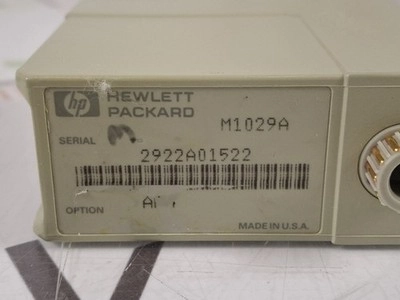 hp HEWLETT
PACKARD
M1029A
SERIAL
2922A01522
OPTION
MADE IN U.S.A.